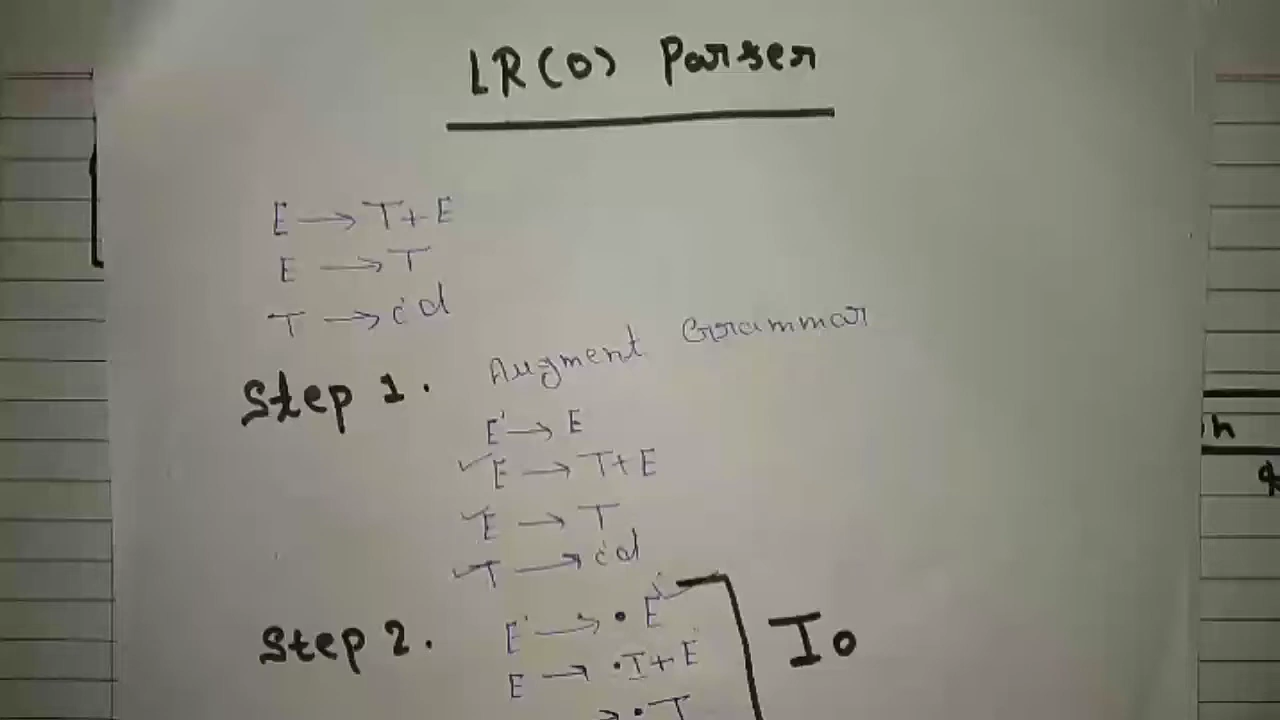 LR(0) Parser
E → T+E
E → T
T → id
Step 1. Augment Grammar
E' → E
E → T+E
E → T
T → id
Step 2. E' → •E
E → •T+E
→ •T
I0
h